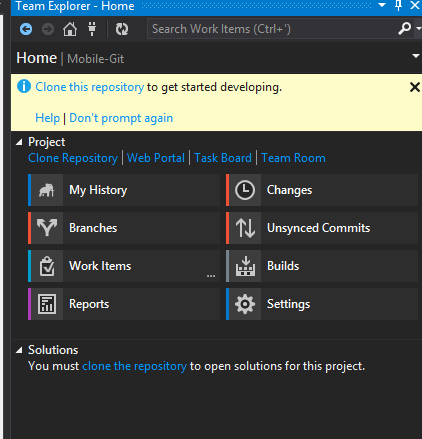 Team Explorer - Home
Search Work Items (Ctrl+')
Home | Mobile-Git
Clone this repository to get started developing.
Help | Don't prompt again
Project
Clone Repository | Web Portal | Task Board | Team Room
My History
Changes
Branches
Unsynced Commits
Work Items
...
Builds
Reports
Settings
Solutions
You must clone the repository to open solutions for this project.